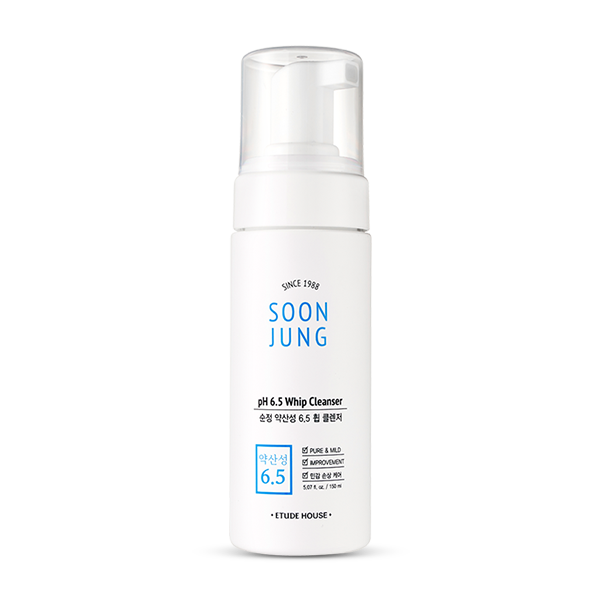 SINCE 1988
SOON
JUNG
pH 6.5 Whip Cleanser
순정 약산성 6.5 휩 클렌저
약산성
6.5
PURE & MILD
IMPROVEMENT
민감 손상 케어
5.07 fl. oz. / 150 ml
• ETUDE HOUSE •